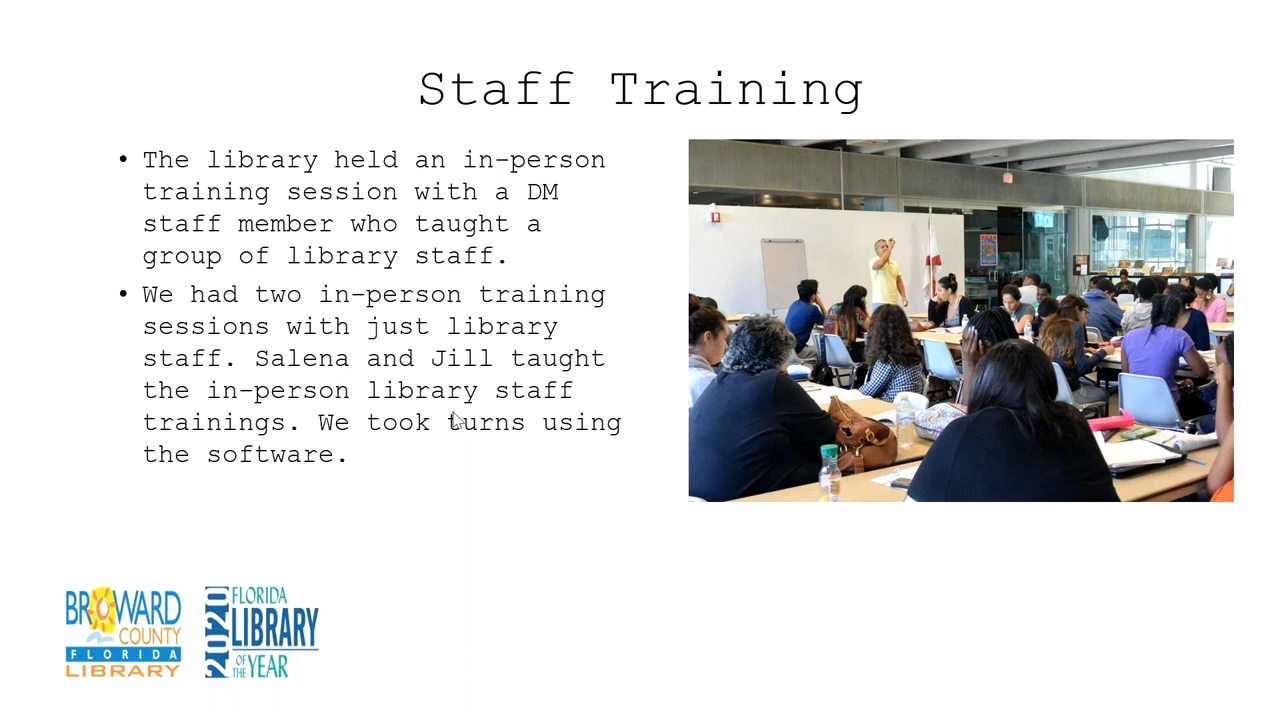 Staff Training
• The library held an in-person
training session with a DM
staff member who taught a
group of library staff.
• We had two in-person training
sessions with just library
staff. Salena and Jill taught
the in-person library staff
trainings. We took turns using
the software.
BROWARD
COUNTY
FLORIDA
LIBRARY
2020
FLORIDA
LIBRARY
OF THE YEAR